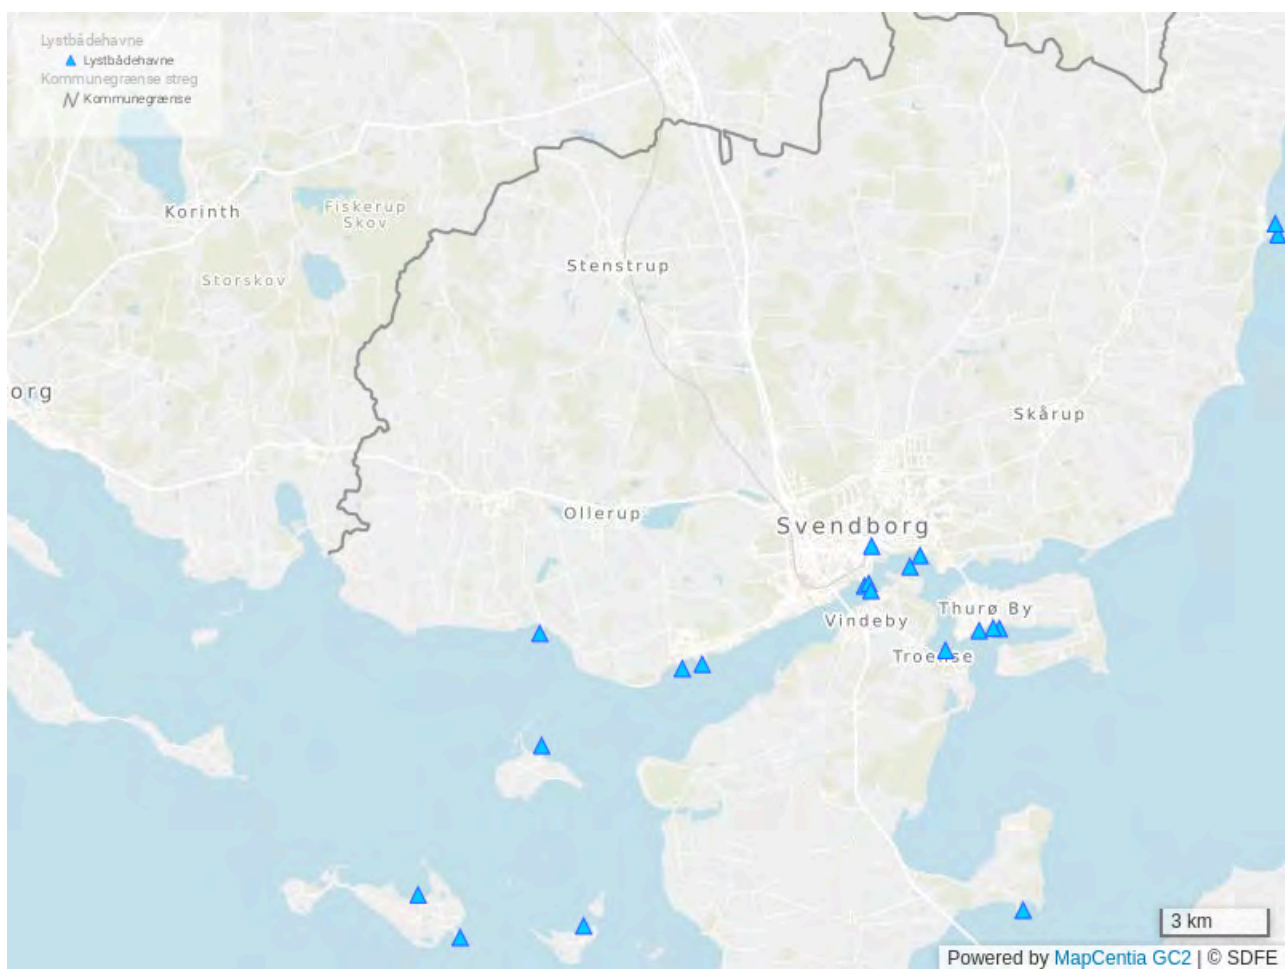 Lystbådehavne
Lystbådehavne
Kommunegrænse streg
Kommunegrænse
Korinth
Fiskerup
Skov
Storskov
Stenstrup
org
Skårup
Ollerup
Svendborg
Thurø By
Vindeby
Troense
3 km
Powered by MapCentia GC2 | © SDFE